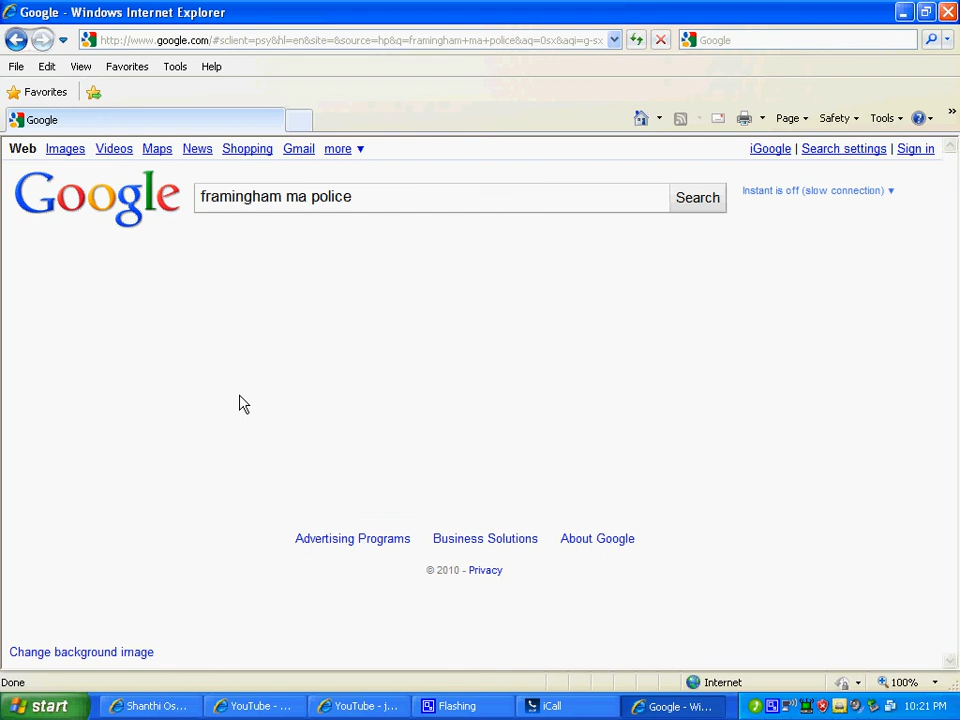 Google - Windows Internet Explorer
http://www.google.com/#sclient=psy&hl=en&site=&source=hp&q=framingham+ma+police&aq=0sx&aqi=g-sx
Google
File Edit View Favorites Tools Help
Favorites
Google
Page Safety Tools
Web Images Videos Maps News Shopping Gmail more ▼ iGoogle | Search settings | Sign in
Google
framingham ma police
Search
Instant is off (slow connection) ▼
Advertising Programs Business Solutions About Google
© 2010 - Privacy
Change background image
Done
Internet
100%
start
Shanthi Os...
YouTube - ...
YouTube - j...
Flashing
iCall
Google - Wi...
10:21 PM